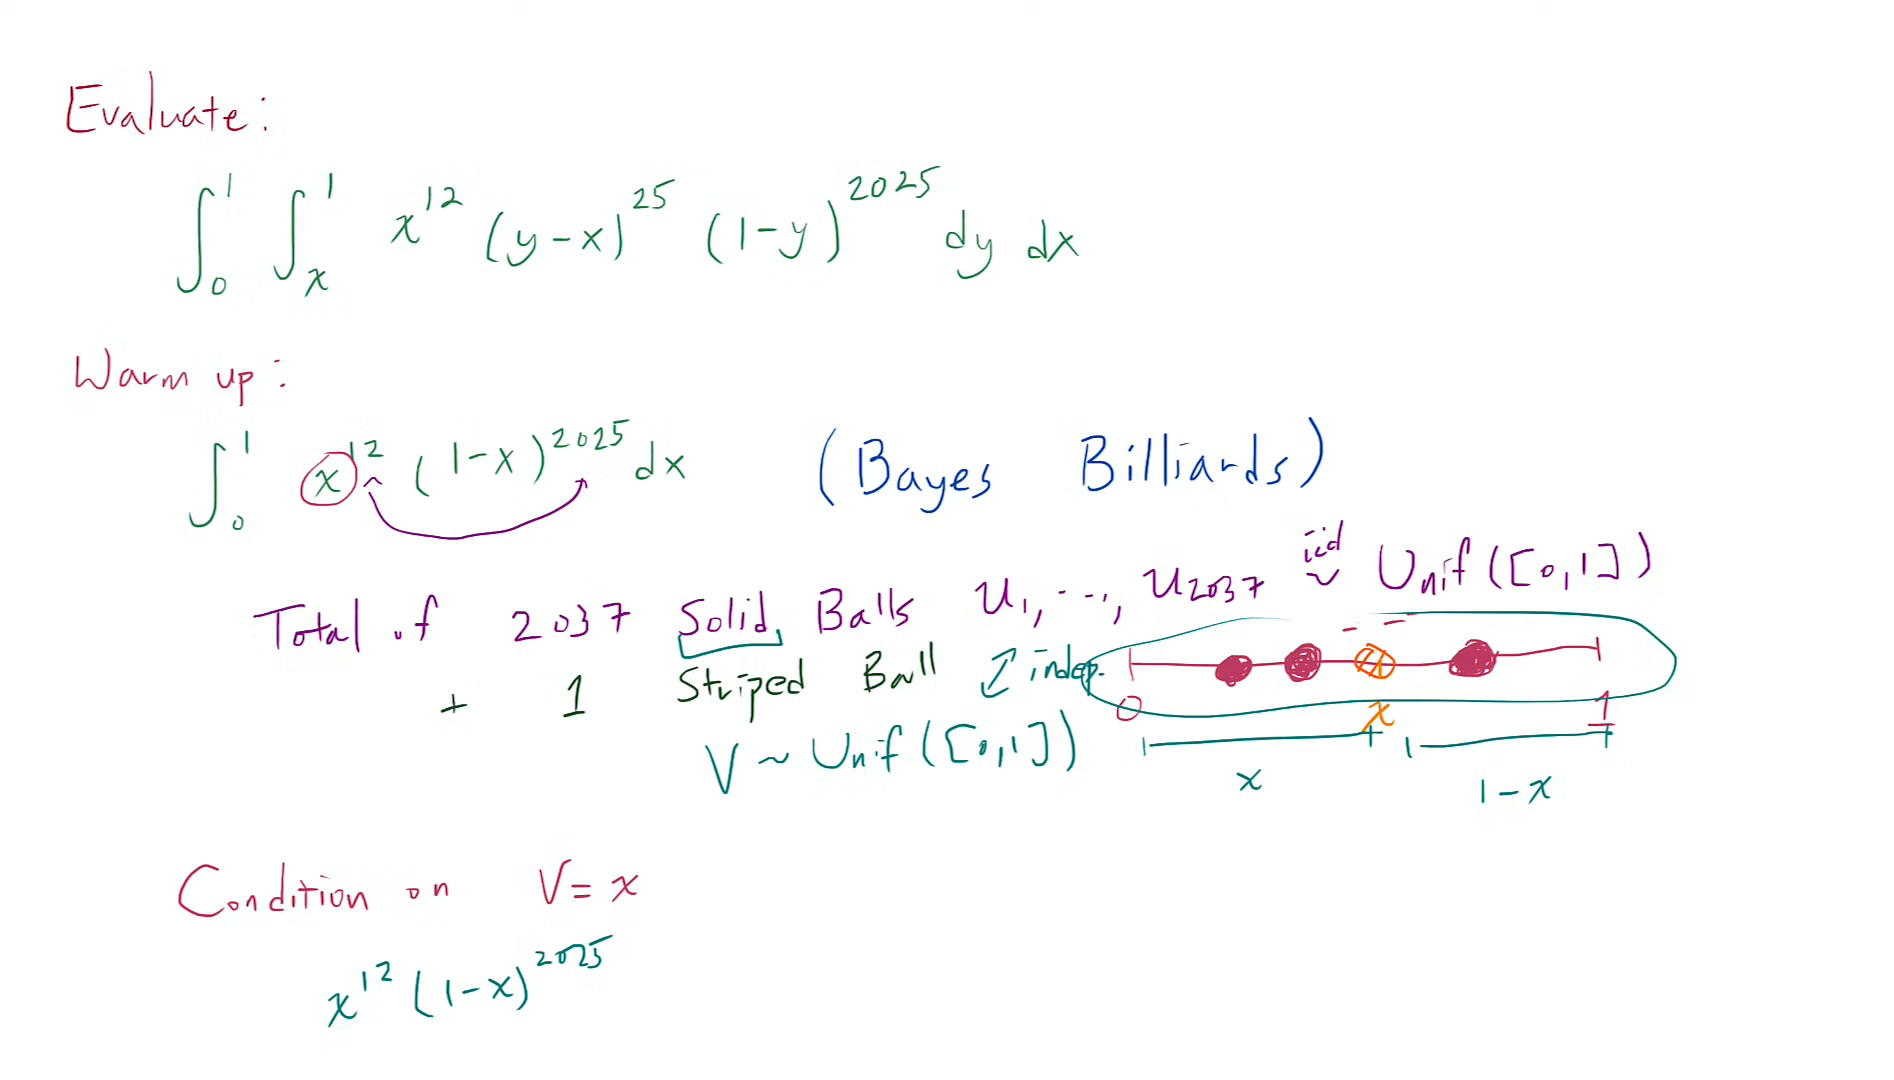 Evaluate:
∫₀¹ ∫ₓ¹ x¹² (y-x)²⁵ (1-y)²⁰²⁵ dy dx
Warm up:
∫₀¹ x¹² (1-x)²⁰²⁵ dx (Bayes Billiards)
Total of 2037 Solid Balls U₁, ..., U₂₀₃₇ iid ~ Unif([0,1])
+ 1 Striped Ball indep.
0 x 1
V ~ Unif([0,1])
x 1-x
Condition on V=x
x¹² (1-x)²⁰²⁵